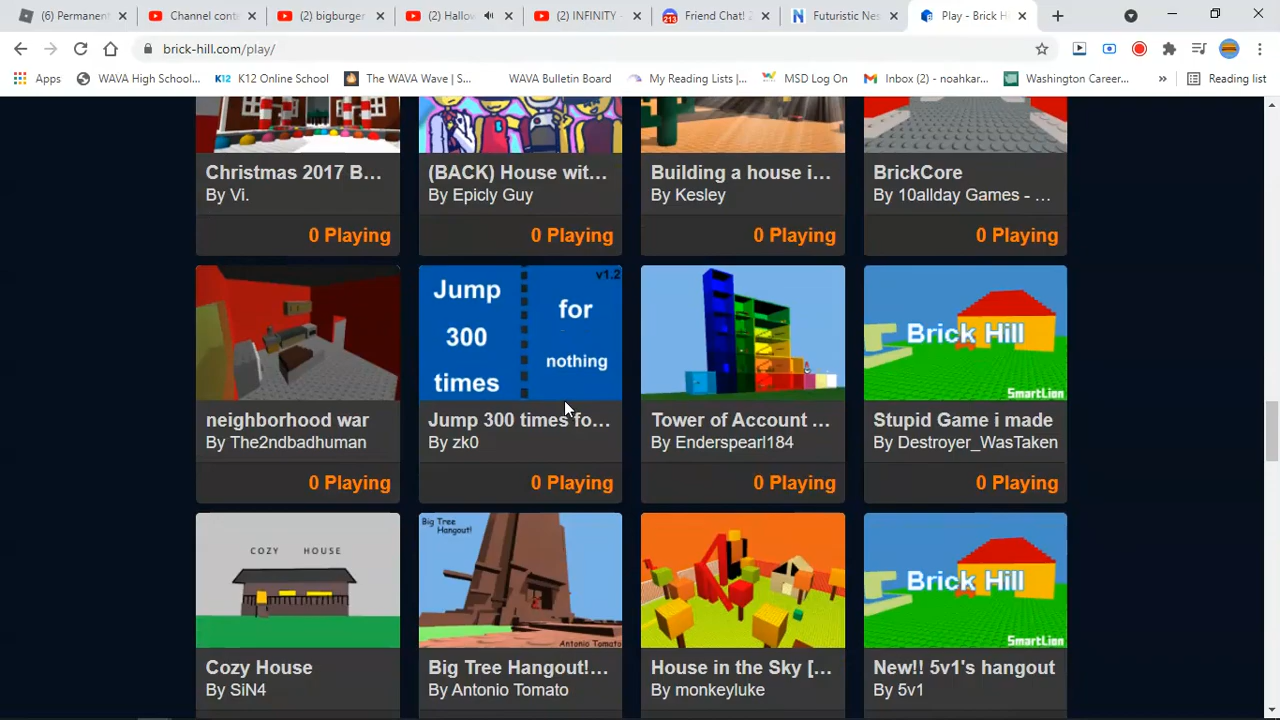 (6) Permanent
Channel cont
(2) bigburger
(2) Hallow
(2) INFINITY -
213
Friend Chat! 2
Futuristic Nes
Play - Brick Hi
brick-hill.com/play/
Apps
WAVA High School...
K12
K12 Online School
The WAVA Wave | S...
WAVA Bulletin Board
My Reading Lists |...
MSD Log On
Inbox (2) - noahkar...
Washington Career...
»
Reading list
Christmas 2017 B...
By Vi.
0 Playing
(BACK) House wit...
By Epicly Guy
0 Playing
Building a house i...
By Kesley
0 Playing
BrickCore
By 10allday Games - ...
0 Playing
neighborhood war
By The2ndbadhuman
0 Playing
v1.2
Jump
300
times
for
nothing
Jump 300 times fo...
By zk0
0 Playing
Tower of Account ...
By Enderspearl184
0 Playing
Brick Hill
SmartLion
Stupid Game i made
By Destroyer_WasTaken
0 Playing
COZY HOUSE
Cozy House
By SiN4
Big Tree
Hangout!
Antonio Tomato
Big Tree Hangout!...
By Antonio Tomato
House in the Sky [...
By monkeyluke
Brick Hill
SmartLion
New!! 5v1's hangout
By 5v1